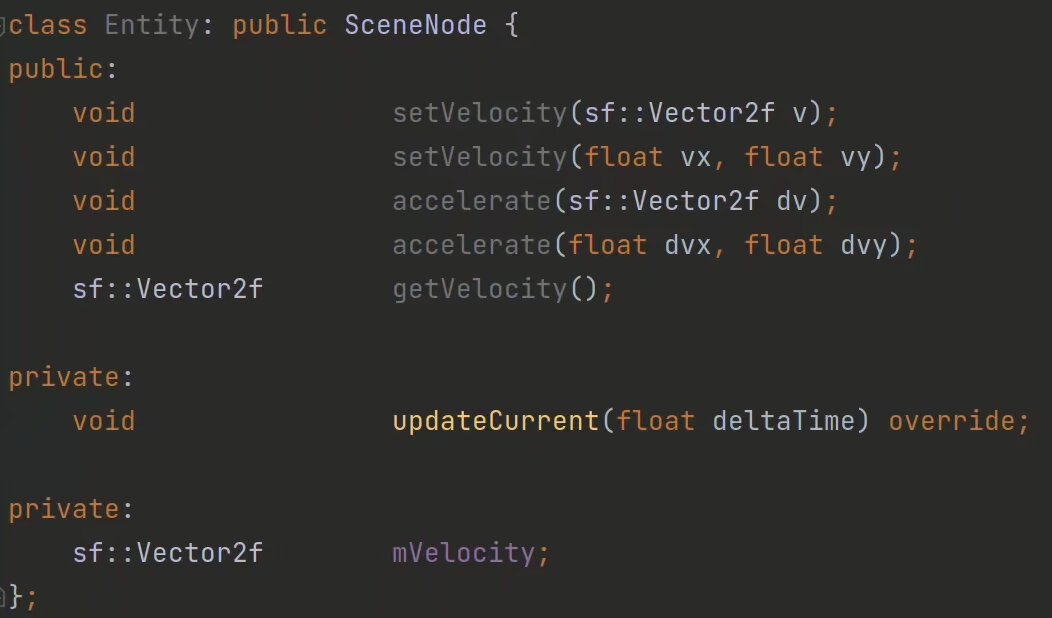 class Entity: public SceneNode {
public:
    void                setVelocity(sf::Vector2f v);
    void                setVelocity(float vx, float vy);
    void                accelerate(sf::Vector2f dv);
    void                accelerate(float dvx, float dvy);
    sf::Vector2f        getVelocity();

private:
    void                updateCurrent(float deltaTime) override;

private:
    sf::Vector2f        mVelocity;
};